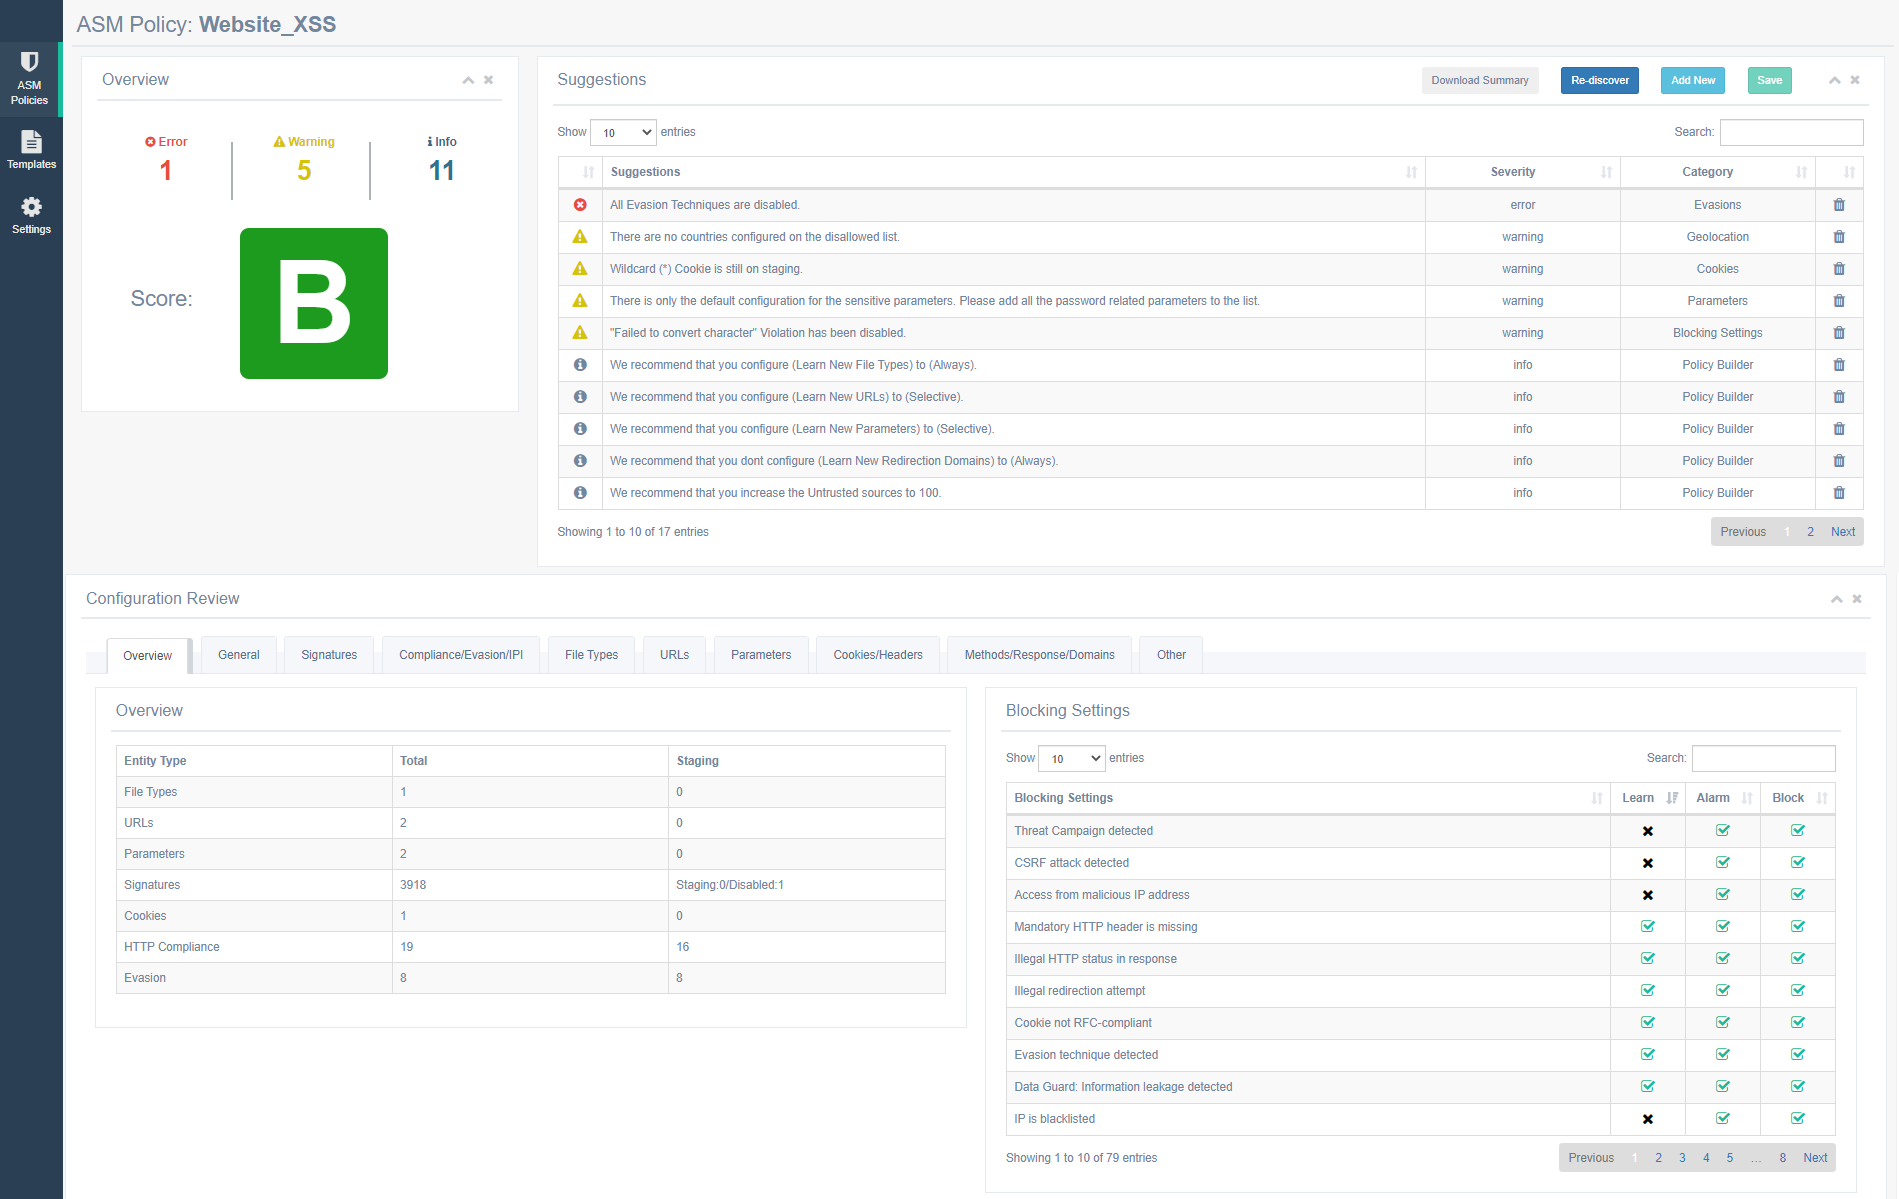 ASM Policy: Website_XSS
ASM
Policies
Templates
Settings
Overview
Error
1
Warning
5
Info
11
Score:
B
Suggestions
Download Summary
Re-discover
Add New
Save
Show 10 entries
Search:
Suggestions Severity Category
All Evasion Techniques are disabled. error Evasions
There are no countries configured on the disallowed list. warning Geolocation
Wildcard (*) Cookie is still on staging. warning Cookies
There is only the default configuration for the sensitive parameters. Please add all the password related parameters to the list. warning Parameters
"Failed to convert character" Violation has been disabled. warning Blocking Settings
We recommend that you configure (Learn New File Types) to (Always). info Policy Builder
We recommend that you configure (Learn New URLs) to (Selective). info Policy Builder
We recommend that you configure (Learn New Parameters) to (Selective). info Policy Builder
We recommend that you dont configure (Learn New Redirection Domains) to (Always). info Policy Builder
We recommend that you increase the Untrusted sources to 100. info Policy Builder
Showing 1 to 10 of 17 entries
Previous 1 2 Next
Configuration Review
Overview General Signatures Compliance/Evasion/IPI File Types URLs Parameters Cookies/Headers Methods/Response/Domains Other
Overview
Entity Type Total Staging
File Types 1 0
URLs 2 0
Parameters 2 0
Signatures 3918 Staging:0/Disabled:1
Cookies 1 0
HTTP Compliance 19 16
Evasion 8 8
Blocking Settings
Show 10 entries
Search:
Blocking Settings Learn Alarm Block
Threat Campaign detected
CSRF attack detected
Access from malicious IP address
Mandatory HTTP header is missing
Illegal HTTP status in response
Illegal redirection attempt
Cookie not RFC-compliant
Evasion technique detected
Data Guard: Information leakage detected
IP is blacklisted
Showing 1 to 10 of 79 entries
Previous 1 2 3 4 5 ... 8 Next